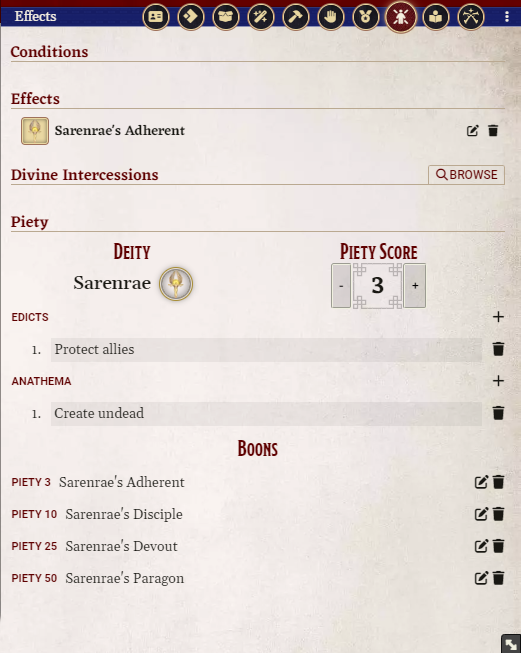 Effects
Conditions
Effects
Sarenrae's Adherent
Divine Intercessions BROWSE
Piety
Deity Piety Score
Sarenrae - 3 +
EDICTS +
1. Protect allies
ANATHEMA +
1. Create undead
Boons
PIETY 3 Sarenrae's Adherent
PIETY 10 Sarenrae's Disciple
PIETY 25 Sarenrae's Devout
PIETY 50 Sarenrae's Paragon